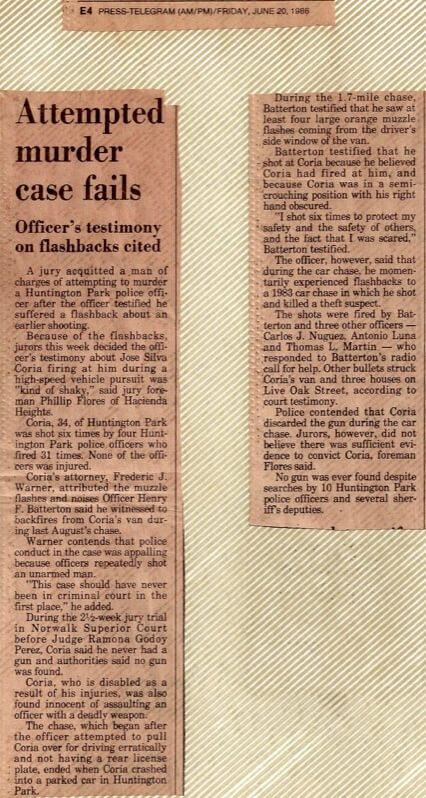 E4 PRESS-TELEGRAM (AM/PM)/FRIDAY, JUNE 20, 1986
Attempted
murder
case fails
Officer's testimony
on flashbacks cited
A jury acquitted a man of
charges of attempting to murder
a Huntington Park police offi-
cer after the officer testified he
suffered a flashback about an
earlier shooting.
Because of the flashbacks,
jurors this week decided the offi-
cer's testimony about Jose Silva
Coria firing at him during a
high-speed vehicle pursuit was
"kind of shaky," said jury fore-
man Phillip Flores of Hacienda
Heights.
Coria, 34, of Huntington Park
was shot six times by four Hunt-
ington Park police officers who
fired 31 times. None of the offi-
cers was injured.
Coria's attorney, Frederic J.
Warner, attributed the muzzle
flashes and noises Officer Henry
F. Batterton said he witnessed to
backfires from Coria's van dur-
ing last August's chase.
Warner contends that police
conduct in the case was appalling
because officers repeatedly shot
an unarmed man.
"This case should have never
been in criminal court in the
first place," he added.
During the 2½-week jury trial
in Norwalk Superior Court
before Judge Ramona Godoy
Perez, Coria said he never had a
gun and authorities said no gun
was found.
Coria, who is disabled as a
result of his injuries, was also
found innocent of assaulting an
officer with a deadly weapon.
The chase, which began after
the officer attempted to pull
Coria over for driving erratically
and not having a rear license
plate, ended when Coria crashed
into a parked car in Huntington
Park.
During the 1.7-mile chase,
Batterton testified that he saw at
least four large orange muzzle
flashes coming from the driver's
side window of the van.
Batterton testified that he
shot at Coria because he believed
Coria had fired at him, and
because Coria was in a semi-
crouching position with his right
hand obscured.
"I shot six times to protect my
safety and the safety of others,
and the fact that I was scared,"
Batterton testified.
The officer, however, said that
during the car chase, he momen-
tarily experienced flashbacks to
a 1983 car chase in which he shot
and killed a theft suspect.
The shots were fired by Bat-
terton and three other officers —
Carlos J. Nuguez, Antonio Luna
and Thomas L. Martin — who
responded to Batterton's radio
call for help. Other bullets struck
Coria's van and three houses on
Live Oak Street, according to
court testimony.
Police contended that Coria
discarded the gun during the car
chase. Jurors, however, did not
believe there was sufficient evi-
dence to convict Coria, foreman
Flores said.
No gun was ever found despite
searches by 10 Huntington Park
police officers and several sher-
iff's deputies.